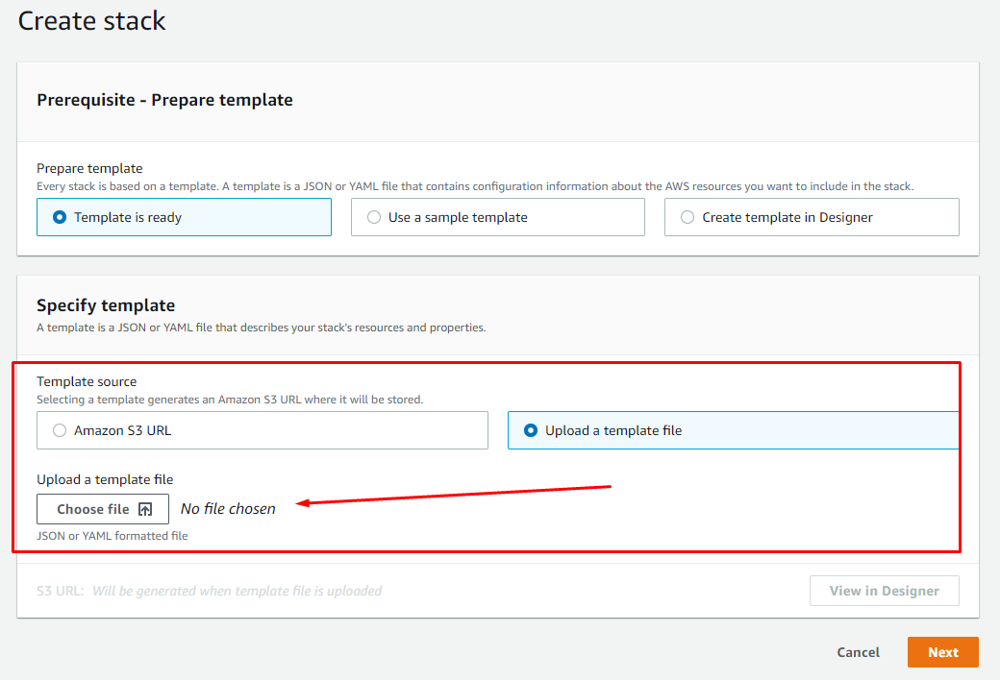 Create stack
Prerequisite - Prepare template
Prepare template
Every stack is based on a template. A template is a JSON or YAML file that contains configuration information about the AWS resources you want to include in the stack.
Template is ready
Use a sample template
Create template in Designer
Specify template
A template is a JSON or YAML file that describes your stack's resources and properties.
Template source
Selecting a template generates an Amazon S3 URL where it will be stored.
Amazon S3 URL
Upload a template file
Upload a template file
Choose file
No file chosen
JSON or YAML formatted file
S3 URL: Will be generated when template file is uploaded
View in Designer
Cancel
Next